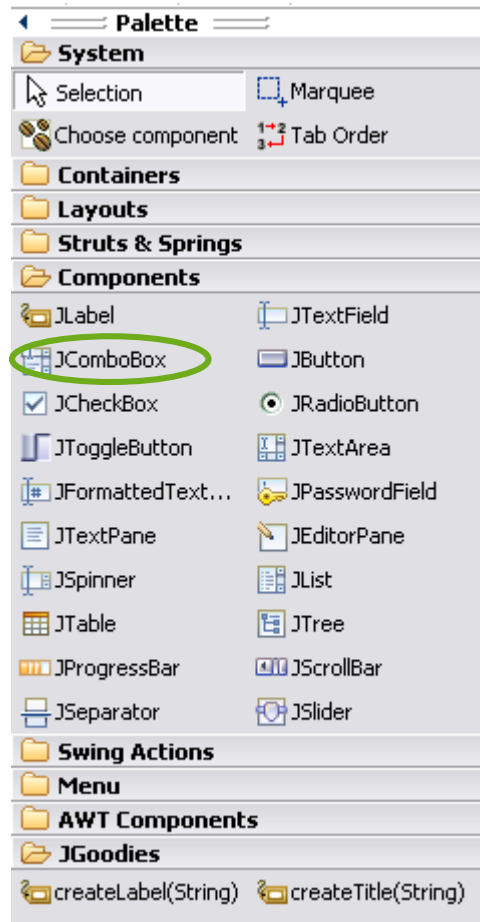 Palette
System
Selection Marquee
Choose component Tab Order
Containers
Layouts
Struts & Springs
Components
JLabel JTextField
JComboBox JButton
JCheckBox JRadioButton
JToggleButton JTextArea
JFormattedText... JPasswordField
JTextPane JEditorPane
JSpinner JList
JTable JTree
JProgressBar JScrollBar
JSeparator JSlider
Swing Actions
Menu
AWT Components
JGoodies
createLabel(String) createTitle(String)